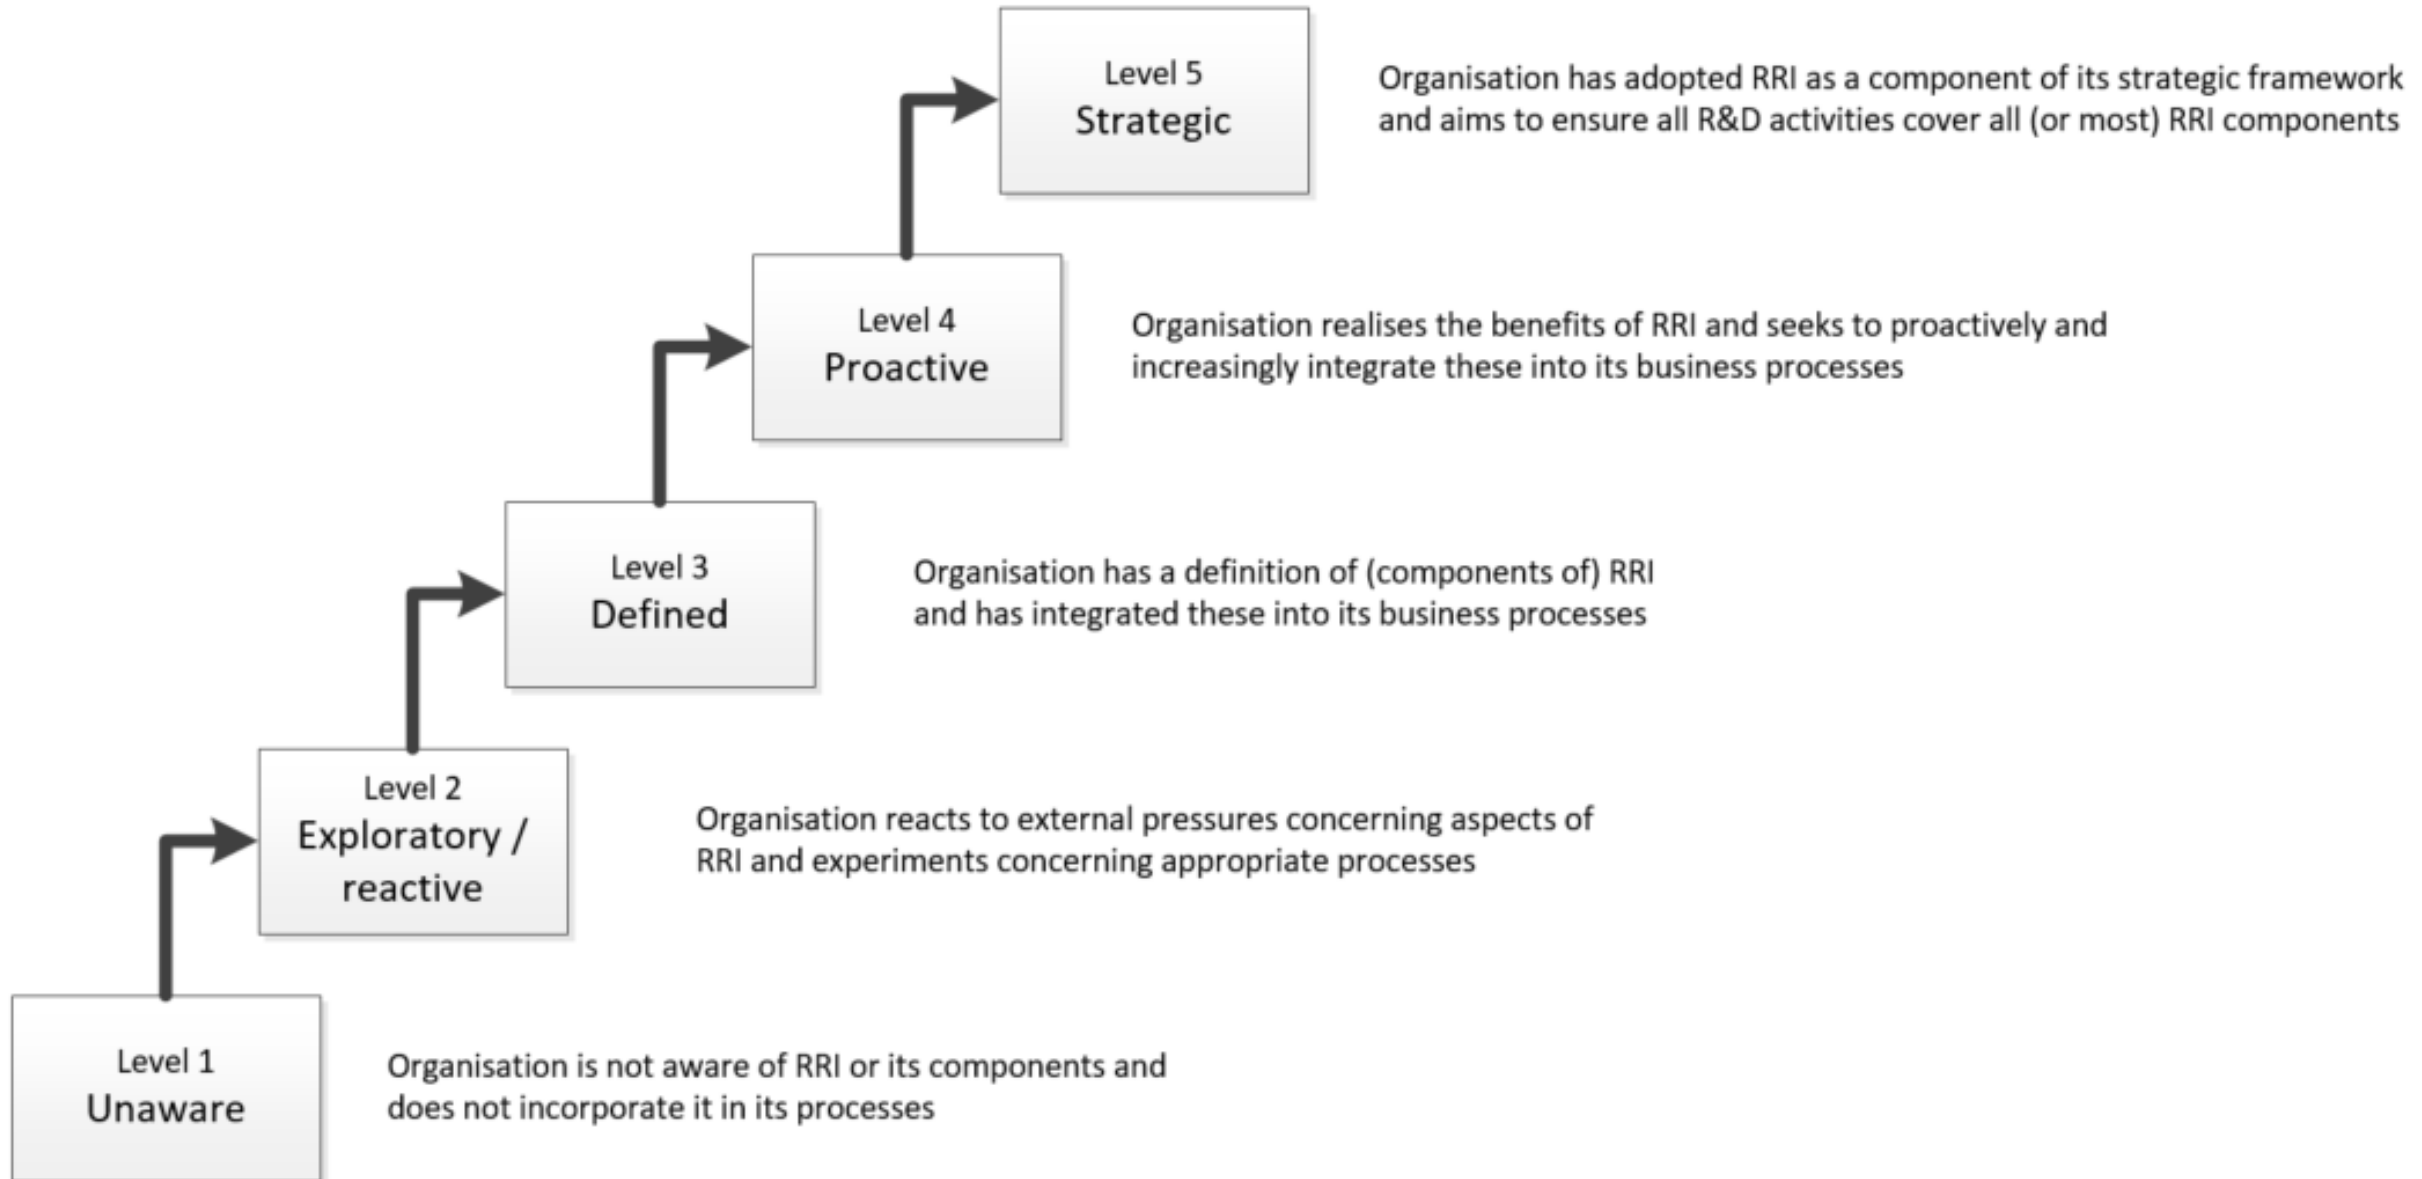 Level 5
Strategic
Organisation has adopted RRI as a component of its strategic framework
and aims to ensure all R&D activities cover all (or most) RRI components
Level 4
Proactive
Organisation realises the benefits of RRI and seeks to proactively and
increasingly integrate these into its business processes
Level 3
Defined
Organisation has a definition of (components of) RRI
and has integrated these into its business processes
Level 2
Exploratory /
reactive
Organisation reacts to external pressures concerning aspects of
RRI and experiments concerning appropriate processes
Level 1
Unaware
Organisation is not aware of RRI or its components and
does not incorporate it in its processes